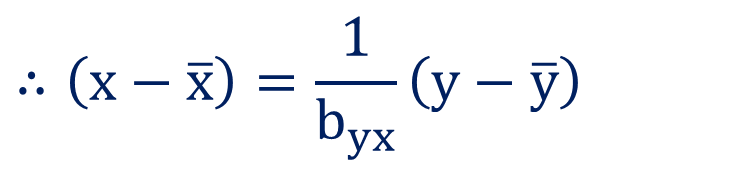 ∴ (x − x̅) = 1/b_yx (y − y̅)